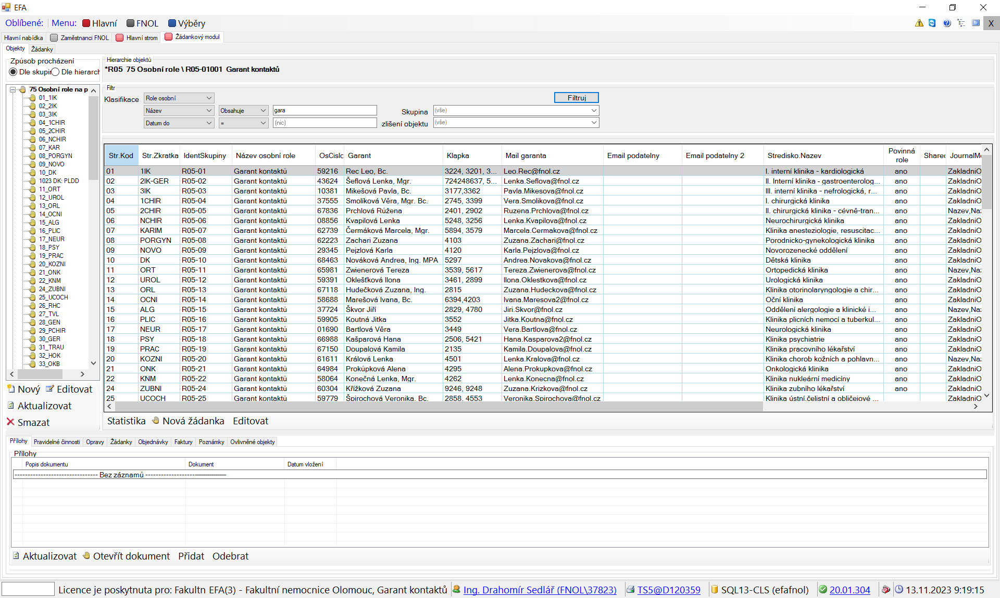 EFA
Oblíbené: Menu: Hlavní FNOL Výběry X
Hlavní nabídka Zaměstnanci FNOL Hlavní strom Žádankový modul
Objekty Žádanky
Způsob procházení
Dle skupin Dle hierarch
75 Osobní role na p
01_1IK
02_2IK
03_3IK
04_1CHIR
05_2CHIR
06_NCHIR
07_KAR
08_PORGYN
09_NOVO
10_DK
1023 DK: PLDD
11_ORT
12_UROL
13_ORL
14_OCNI
15_ALG
16_PLIC
17_NEUR
18_PSY
19_PRAC
20_KOZNI
21_ONK
22_KNM
24_ZUBNI
25_UCOCH
26_RHC
27_TVL
28_GEN
29_PCHIR
30_GER
31_TRAU
32_HOK
33_OKB
Nový Editovat
Aktualizovat
Smazat
Hierarchie objektů
*R05 75 Osobní role \ R05-01001 Garant kontaktů
Filtr
Klasifikace Role osobní Filtruj
Název Obsahuje gara Skupina (vše)
Datum do = (nic) zlišení objektu (vše)
Str.Kod Str.Zkratka IdentSkupiny Název osobní role OsCislo Garant Klapka Mail garanta Email podatelny Email podatelny 2 Stredisko.Nazev Povinná role Shared JournalMe
01 1IK R05-01 Garant kontaktů 59216 Rec Leo, Bc. 3224, 3201, 3... Leo.Rec@fnol.cz I. interní klinika - kardiologická ano ZakladniO
02 2IK-GER R05-02 Garant kontaktů 43624 Šeflová Lenka, Mgr. 724248637, 5... Lenka.Seflova@fnol.cz II. Interní klinika - gastroenterolog... ano ZakladniO
03 3IK R05-03 Garant kontaktů 10381 Mikešová Pavla, Bc. 3177,3362 Pavla.Mikesova@fnol.cz III. interní klinika - nefrologická, r... ano ZakladniO
04 1CHIR R05-04 Garant kontaktů 37555 Smolíková Věra, Mgr. Bc. 2745, 3399 Vera.Smolikova@fnol.cz I. chirurgická klinika ano ZakladniO
05 2CHIR R05-05 Garant kontaktů 67836 Prchlová Růžena 2401, 2902 Ruzena.Prchlova@fnol.cz II. chirurgická klinika - cévně-tran... ano Nazev,Naz
06 NCHIR R05-06 Garant kontaktů 08856 Kvapilová Lenka 5248, 3256 Lenka.Kvapilova@fnol.cz Neurochirurgická klinika ano ZakladniO
07 KARIM R05-07 Garant kontaktů 62739 Čermáková Marcela, Mgr. 5894, 3579 Marcela.Cermakova@fnol.cz Klinika anesteziologie, resuscitac... ano ZakladniO
08 PORGYN R05-08 Garant kontaktů 62223 Zachari Zuzana 4103 Zuzana.Zachari@fnol.cz Porodnicko-gynekologická klinika ano ZakladniO
09 NOVO R05-09 Garant kontaktů 29345 Pejzlová Karla 4120 Karla.Pejzlova@fnol.cz Novorozenecké oddělení ano ZakladniO
10 DK R05-10 Garant kontaktů 68463 Nováková Andrea, Ing. MPA 5297 Andrea.Novakova@fnol.cz Dětská klinika ano ZakladniO
11 ORT R05-11 Garant kontaktů 65981 Zwienerová Tereza 3539, 5617 Tereza.Zwienerova@fnol.cz Ortopedická klinika ano Nazev,Naz
12 UROL R05-12 Garant kontaktů 59391 Oklešťková Ilona 3461, 2899 Ilona.Oklestkova@fnol.cz Urologická klinika ano ZakladniO
13 ORL R05-13 Garant kontaktů 67118 Hudečková Zuzana, Ing. 2815 Zuzana.Hudeckova@fnol.cz Klinika otorinolaryngologie a chir... ano ZakladniO
14 OCNI R05-14 Garant kontaktů 58688 Marešová Ivana, Bc. 6394,4203 Ivana.Maresova2@fnol.cz Oční klinika ano ZakladniO
15 ALG R05-15 Garant kontaktů 37724 Škvor Jiří 2829, 4780 Jiri.Skvor@fnol.cz Oddělení alergologie a klinické i... ano Nazev,Naz
16 PLIC R05-16 Garant kontaktů 59905 Koutná Jitka 3552 Jitka.Koutna@fnol.cz Klinika plicních nemocí a tuberkul... ano ZakladniO
17 NEUR R05-17 Garant kontaktů 01690 Bartlová Věra 3449 Vera.Bartlova@fnol.cz Neurologická klinika ano ZakladniO
18 PSY R05-18 Garant kontaktů 66988 Kašparová Hana 2506, 5421 Hana.Kasparova2@fnol.cz Klinika psychiatrie ano ZakladniO
19 PRAC R05-19 Garant kontaktů 67150 Doupalová Kamila 2135 Kamila.Doupalova@fnol.cz Klinika pracovního lékařství ano ZakladniO
20 KOZNI R05-20 Garant kontaktů 61611 Králová Lenka 4501 Lenka.Kralova@fnol.cz Klinika chorob kožních a pohlavn... ano Nazev,Naz
21 ONK R05-21 Garant kontaktů 64984 Prokůpková Alena 4295 Alena.Prokupkova@fnol.cz Onkologická klinika ano ZakladniO
22 KNM R05-22 Garant kontaktů 58064 Konečná Lenka, Mgr. 4262 Lenka.Konecna@fnol.cz Klinika nukleární medicíny ano ZakladniO
24 ZUBNI R05-24 Garant kontaktů 60304 Křížková Zuzana 9246, 9248 Zuzana.Krizkova@fnol.cz Klinika zubního lékařství ano ZakladniO
25 UCOCH R05-25 Garant kontaktů 59779 Špirochová Veronika, Bc. 2858, 4553 Veronika.Spirochova@fnol.cz Klinika ústní,čelistní a obličejové ... ZakladniO
Statistika Nová žádanka Editovat
Přílohy Pravidelné činnosti Opravy Žádanky Objednávky Faktury Poznámky Ovlivněné objekty
Přílohy
Popis dokumentu Dokument Datum vložení
-------------------------------- Bez záznamů --------------------------------
Aktualizovat Otevřít dokument Přidat Odebrat
Licence je poskytnuta pro: Fakultn EFA(3) - Fakultní nemocnice Olomouc, Garant kontaktů Ing. Drahomír Sedlář (FNOL\37823) TS5@D120359 SQL13-CLS (efafnol) 20.01.304 13.11.2023 9:19:15